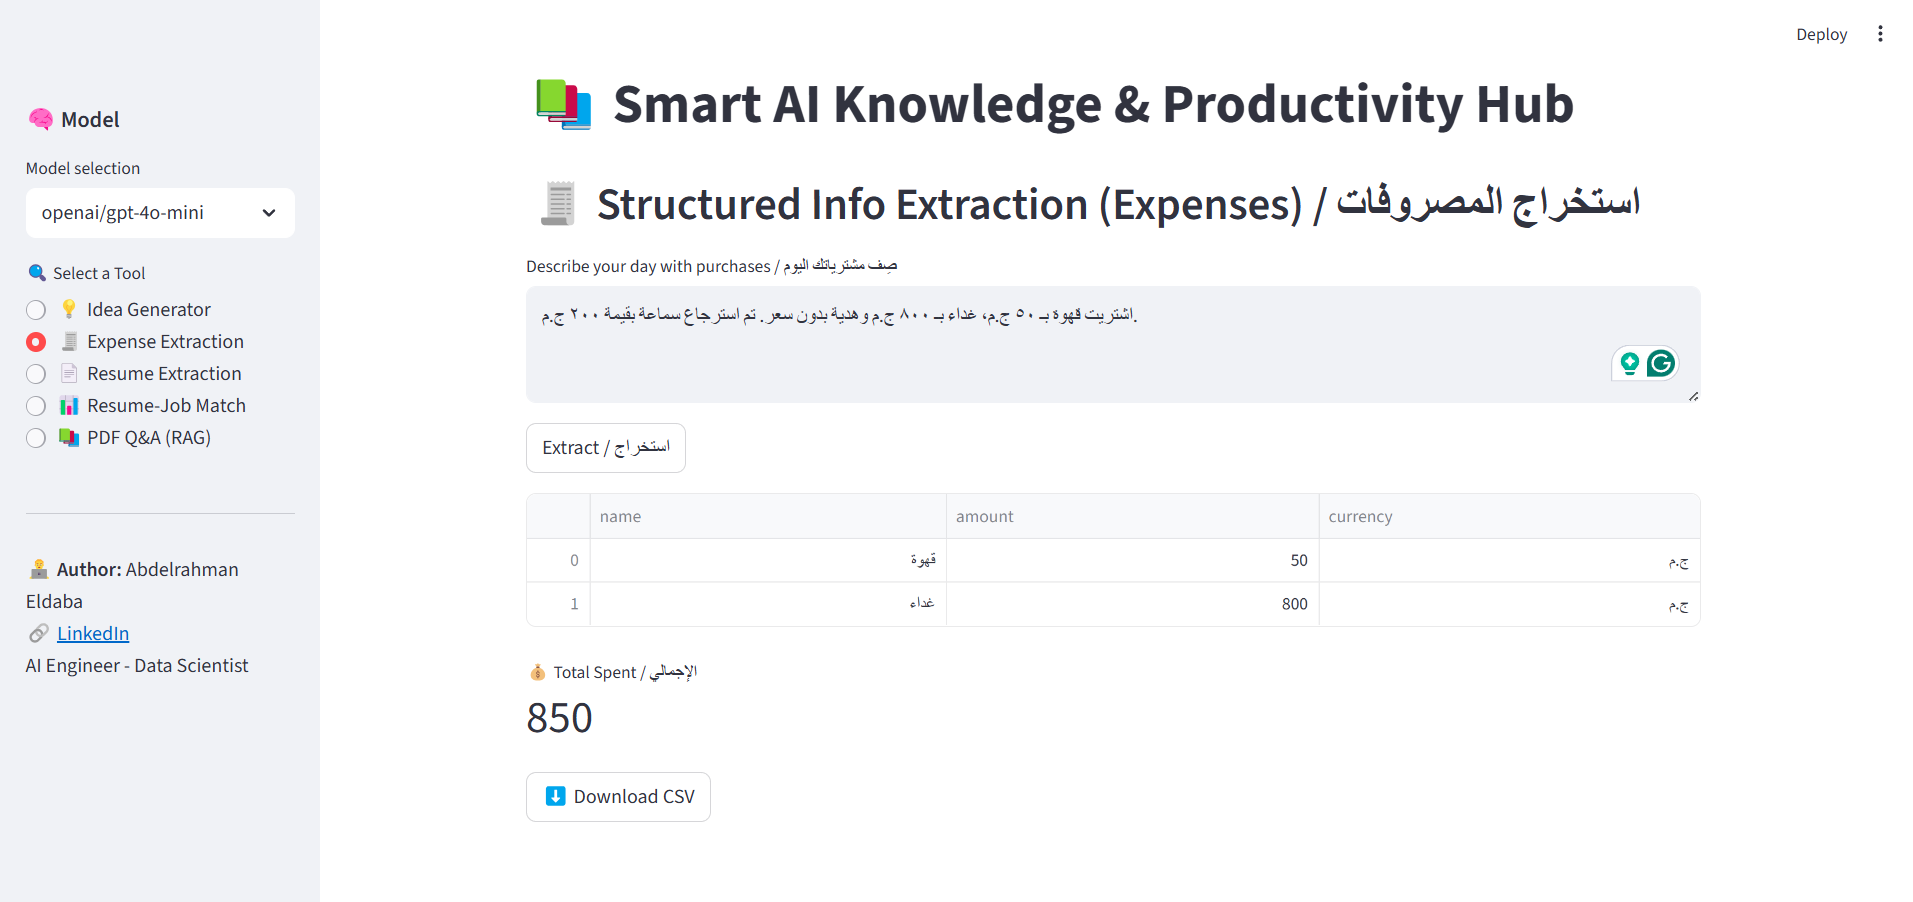 Deploy
🧠 Model
Model selection
openai/gpt-4o-mini
🔍 Select a Tool
💡 Idea Generator
🧾 Expense Extraction
📄 Resume Extraction
📊 Resume-Job Match
📚 PDF Q&A (RAG)
👨‍💻 Author: Abdelrahman
Eldaba
🔗 LinkedIn
AI Engineer - Data Scientist
📚 Smart AI Knowledge & Productivity Hub
🧾 Structured Info Extraction (Expenses) / استخراج المصروفات
Describe your day with purchases / صِف مشترياتك اليوم
اشتريت قهوة بـ ٥٠ ج.م، غداء بـ ٨٠٠ ج.م وهدية بدون سعر. تم استرجاع سماعة بقيمة ٢٠٠ ج.م.
Extract / استخراج
name amount currency
0 قهوة 50 ج.م
1 غداء 800 ج.م
💰 Total Spent / الإجمالي
850
⬇️ Download CSV